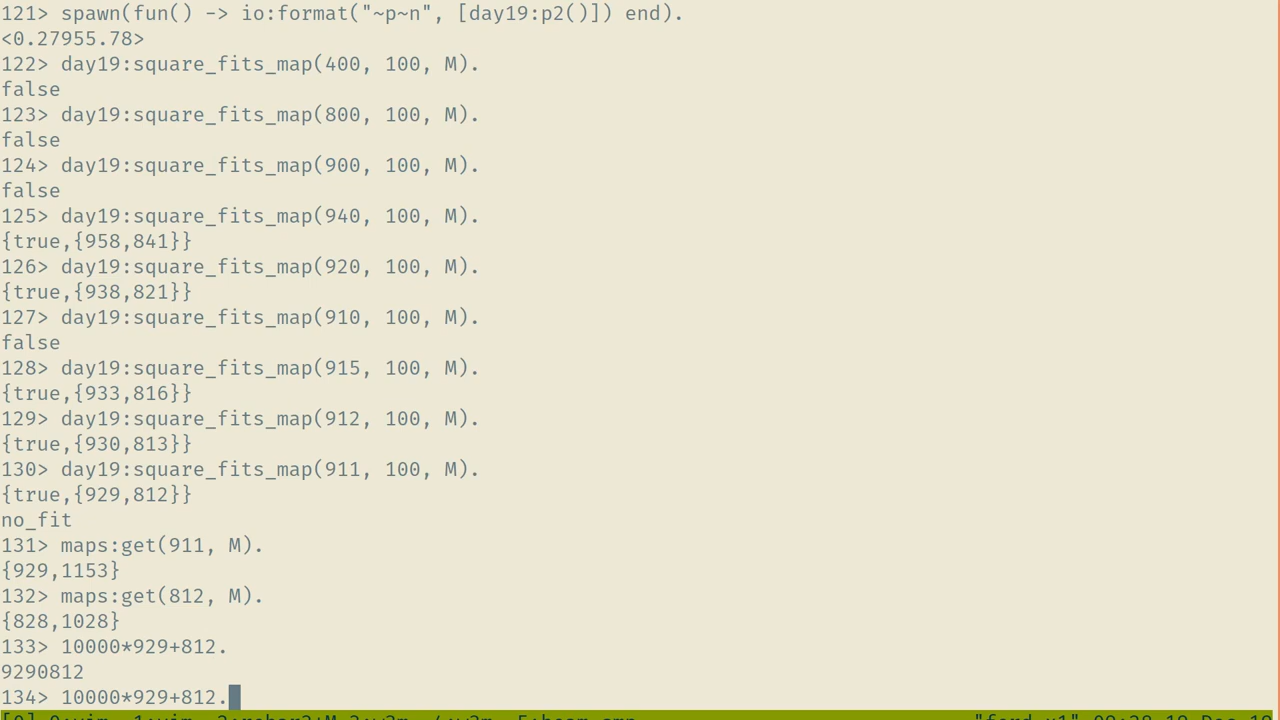 121> spawn(fun() -> io:format("~p~n", [day19:p2()]) end).
<0.27955.78>
122> day19:square_fits_map(400, 100, M).
false
123> day19:square_fits_map(800, 100, M).
false
124> day19:square_fits_map(900, 100, M).
false
125> day19:square_fits_map(940, 100, M).
{true,{958,841}}
126> day19:square_fits_map(920, 100, M).
{true,{938,821}}
127> day19:square_fits_map(910, 100, M).
false
128> day19:square_fits_map(915, 100, M).
{true,{933,816}}
129> day19:square_fits_map(912, 100, M).
{true,{930,813}}
130> day19:square_fits_map(911, 100, M).
{true,{929,812}}
no_fit
131> maps:get(911, M).
{929,1153}
132> maps:get(812, M).
{828,1028}
133> 10000*929+812.
9290812
134> 10000*929+812.